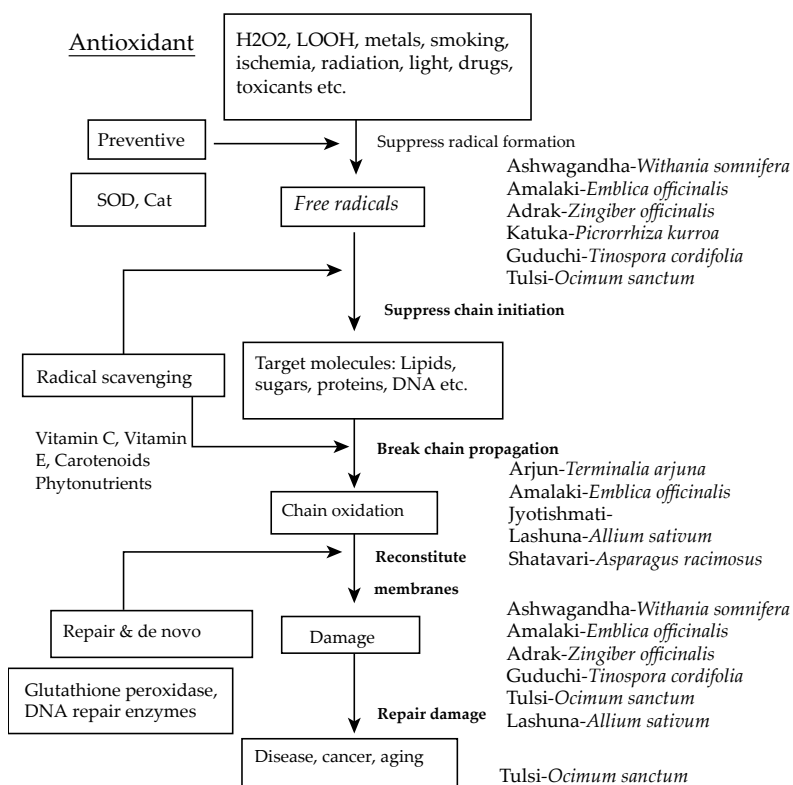 Antioxidant
H2O2, LOOH, metals, smoking,
ischemia, radiation, light, drugs,
toxicants etc.
Preventive
Suppress radical formation
SOD, Cat
Free radicals
Ashwagandha-Withania somnifera
Amalaki-Emblica officinalis
Adrak-Zingiber officinalis
Katuka-Picrorrhiza kurroa
Guduchi-Tinospora cordifolia
Tulsi-Ocimum sanctum
Suppress chain initiation
Radical scavenging
Target molecules: Lipids,
sugars, proteins, DNA etc.
Vitamin C, Vitamin
E, Carotenoids
Phytonutrients
Break chain propagation
Arjun-Terminalia arjuna
Amalaki-Emblica officinalis
Jyotishmati-
Lashuna-Allium sativum
Shatavari-Asparagus racimosus
Chain oxidation
Reconstitute
membranes
Repair & de novo
Damage
Ashwagandha-Withania somnifera
Amalaki-Emblica officinalis
Adrak-Zingiber officinalis
Guduchi-Tinospora cordifolia
Tulsi-Ocimum sanctum
Lashuna-Allium sativum
Glutathione peroxidase,
DNA repair enzymes
Repair damage
Disease, cancer, aging
Tulsi-Ocimum sanctum